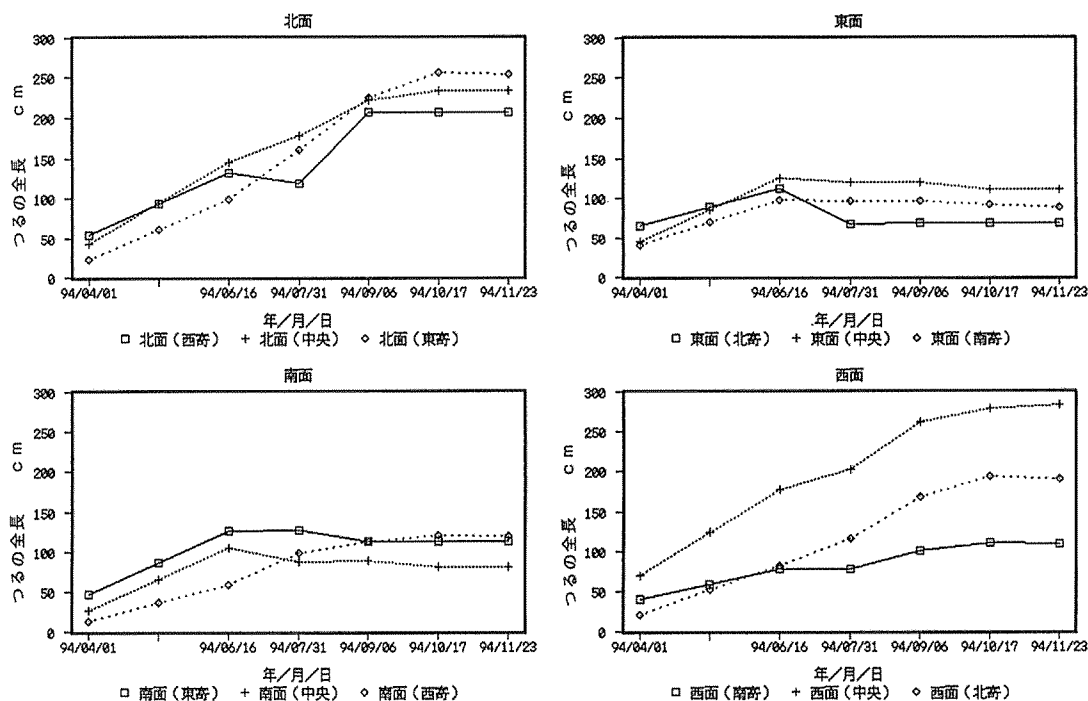 北面
300
250
200
150
100
50
0
つるの全長 cm
94/04/01 94/06/16 94/07/31 94/09/06 94/10/17 94/11/23
年/月/日
□ 北面(西寄) + 北面(中央) ◇ 北面(東寄)
東面
300
250
200
150
100
50
0
つるの全長 cm
94/04/01 94/06/16 94/07/31 94/09/06 94/10/17 94/11/23
年/月/日
□ 東面(北寄) + 東面(中央) ◇ 東面(南寄)
南面
300
250
200
150
100
50
0
つるの全長 cm
94/04/01 94/06/16 94/07/31 94/09/06 94/10/17 94/11/23
年/月/日
□ 南面(東寄) + 南面(中央) ◇ 南面(西寄)
西面
300
250
200
150
100
50
0
つるの全長 cm
94/04/01 94/06/16 94/07/31 94/09/06 94/10/17 94/11/23
年/月/日
□ 西面(南寄) + 西面(中央) ◇ 西面(北寄)